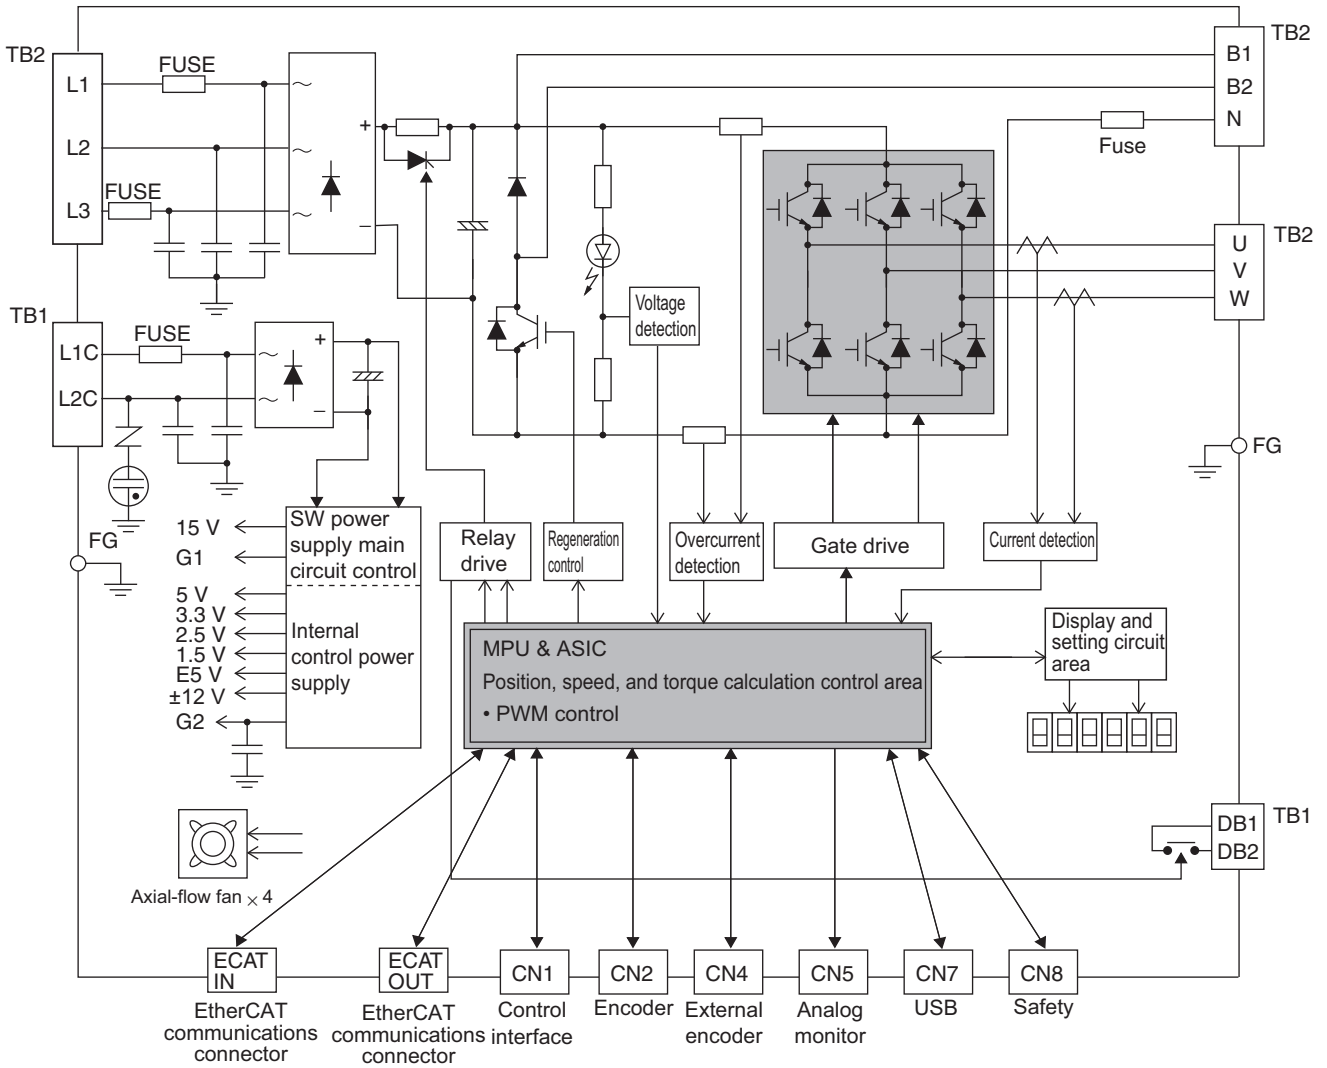 TB2
L1
L2
L3
FUSE
FUSE
+
−
TB2
B1
B2
N
Fuse
TB2
U
V
W
TB1
L1C
L2C
FUSE
+
−
Voltage
detection
FG
FG
15 V
G1
5 V
3.3 V
2.5 V
1.5 V
E5 V
±12 V
G2
SW power
supply main
circuit control
Internal
control power
supply
Relay
drive
Regeneration
control
Overcurrent
detection
Gate drive
Current detection
MPU & ASIC
Position, speed, and torque calculation control area
• PWM control
Display and
setting circuit
area
Axial-flow fan × 4
TB1
DB1
DB2
ECAT
IN
EtherCAT
communications
connector
ECAT
OUT
EtherCAT
communications
connector
CN1
Control
interface
CN2
Encoder
CN4
External
encoder
CN5
Analog
monitor
CN7
USB
CN8
Safety